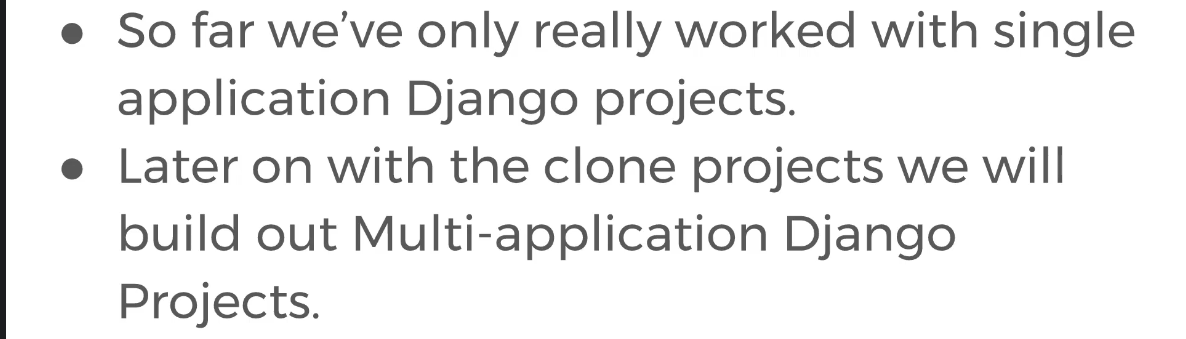 ● So far we’ve only really worked with single
application Django projects.
● Later on with the clone projects we will
build out Multi-application Django
Projects.